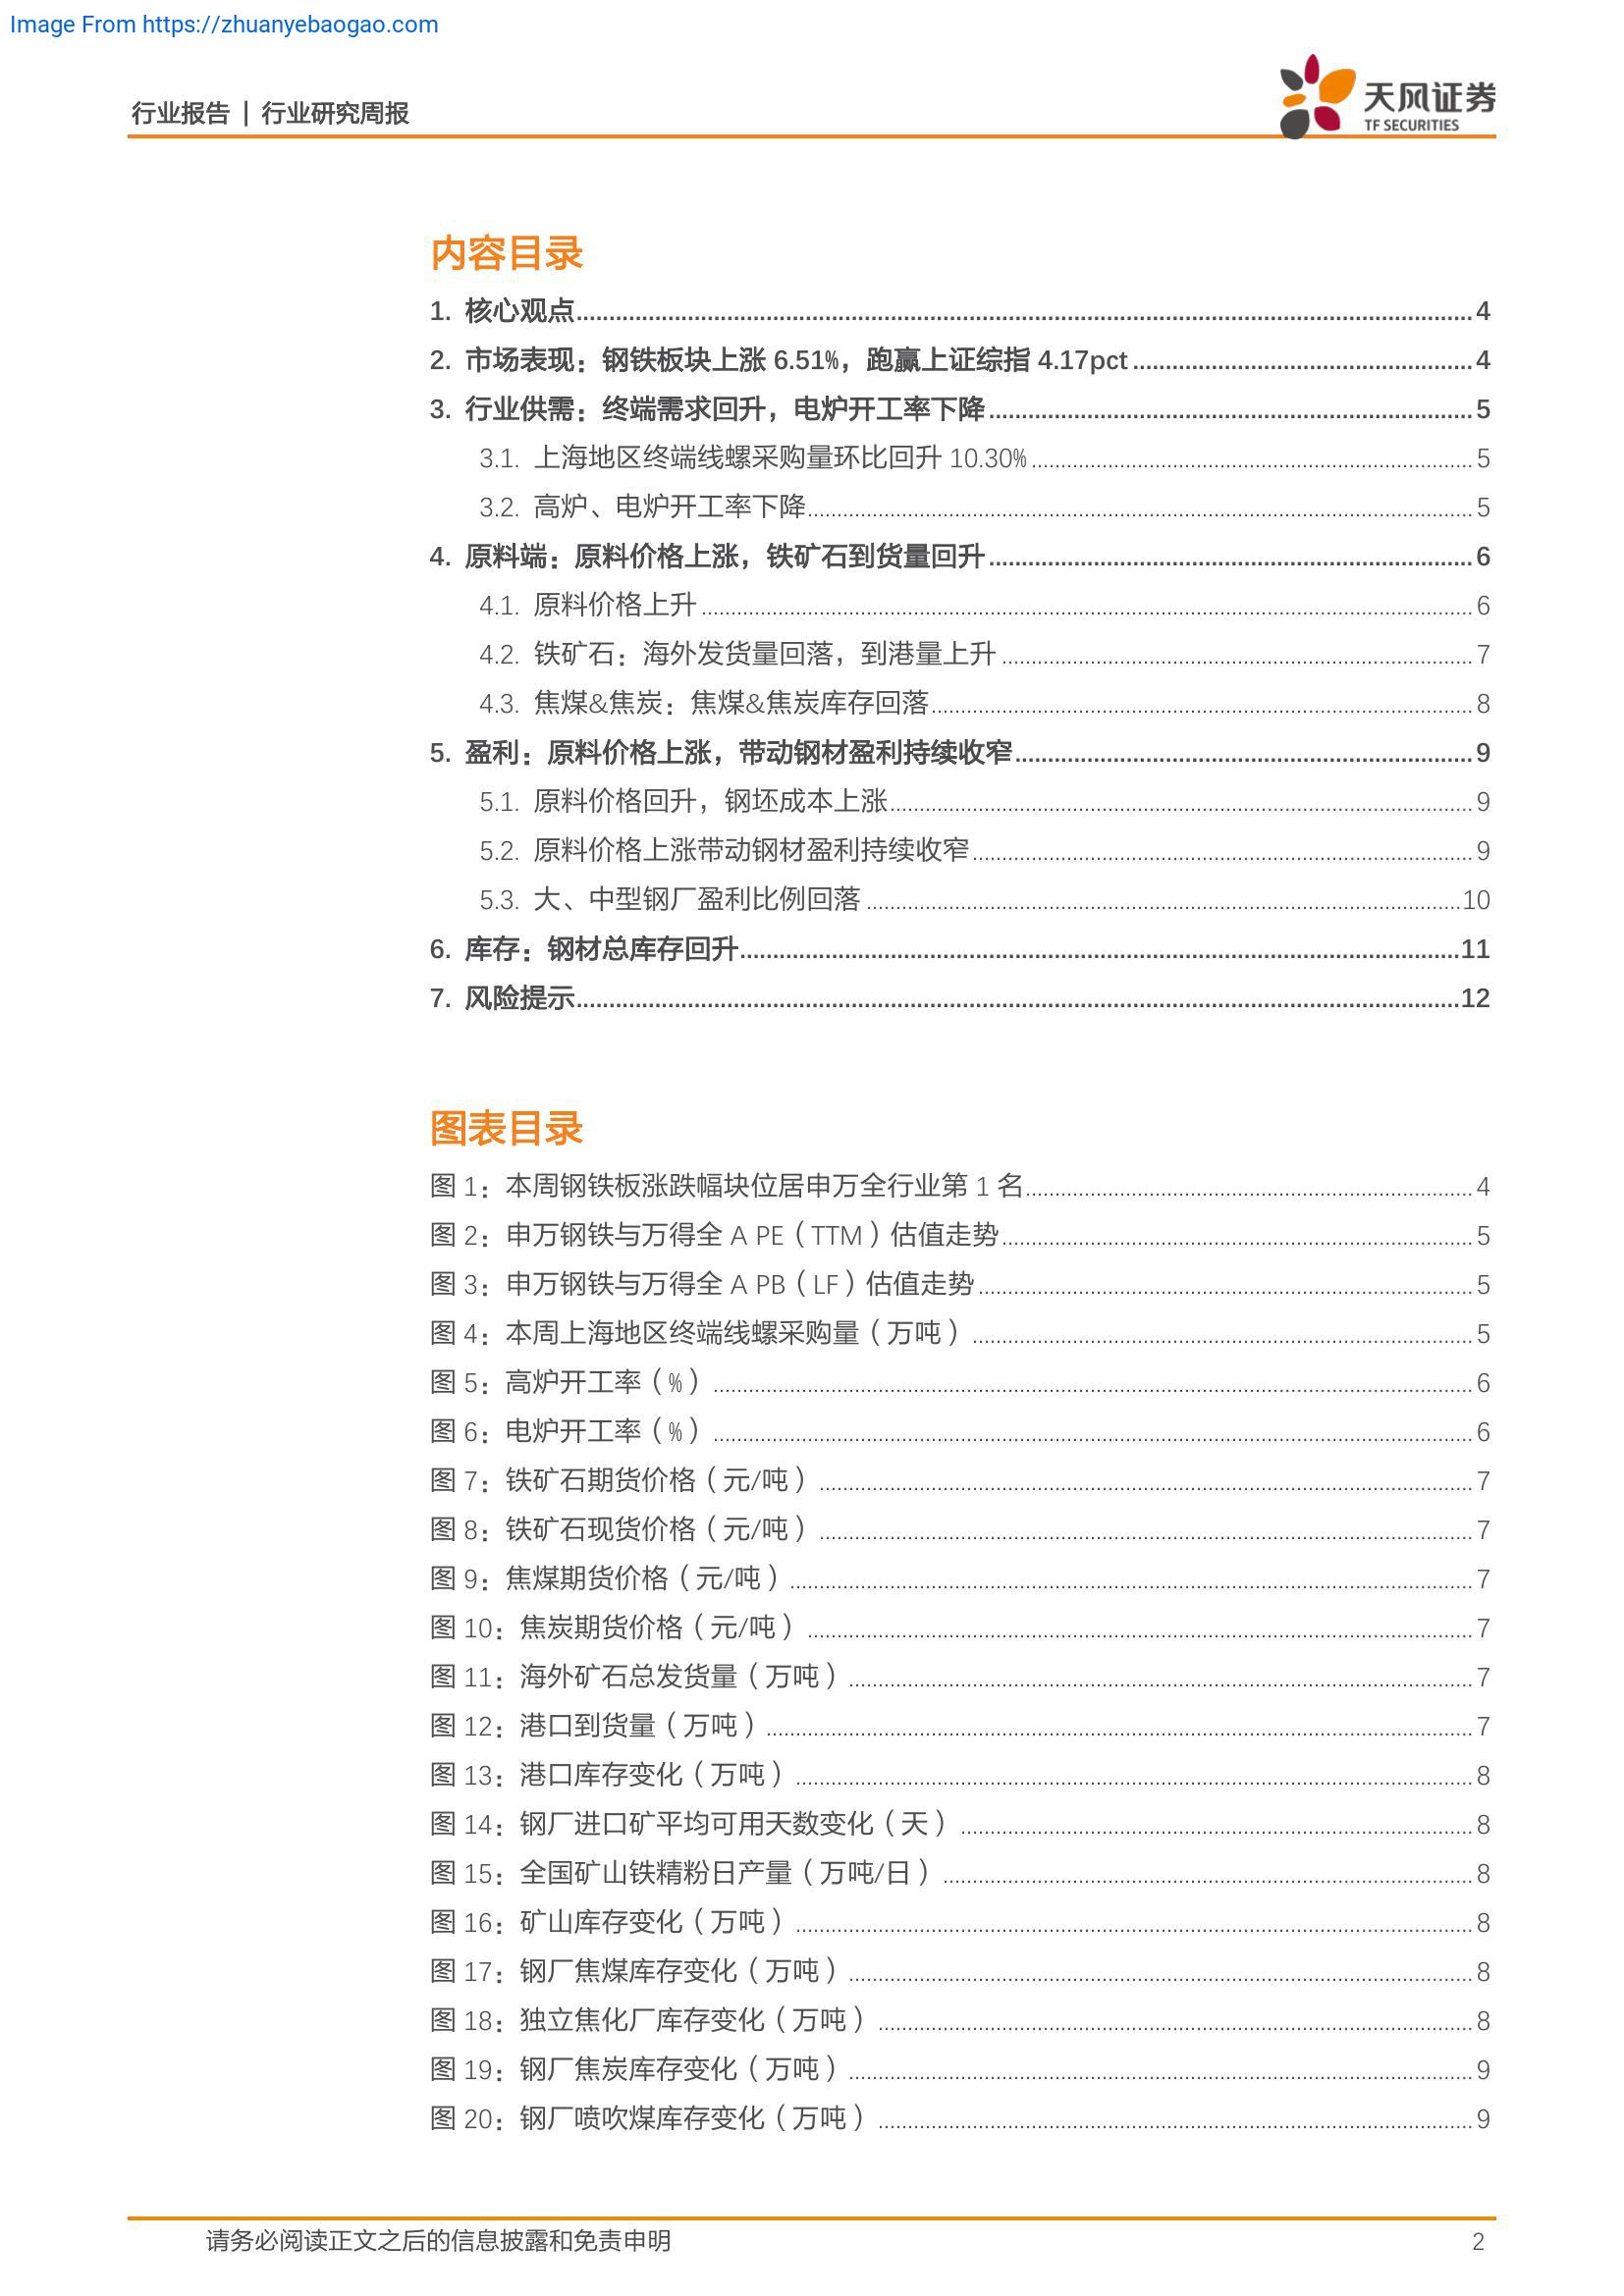 Image From https://zhuanyebaogao.com
行业报告 | 行业研究周报
天风证券
TF SECURITIES
内容目录
1. 核心观点 4
2. 市场表现：钢铁板块上涨 6.51%，跑赢上证综指 4.17pct 4
3. 行业供需：终端需求回升，电炉开工率下降 5
3.1. 上海地区终端线螺采购量环比回升 10.30% 5
3.2. 高炉、电炉开工率下降 5
4. 原料端：原料价格上涨，铁矿石到货量回升 6
4.1. 原料价格上升 6
4.2. 铁矿石：海外发货量回落，到港量上升 7
4.3. 焦煤&焦炭：焦煤&焦炭库存回落 8
5. 盈利：原料价格上涨，带动钢材盈利持续收窄 9
5.1. 原料价格回升，钢坯成本上涨 9
5.2. 原料价格上涨带动钢材盈利持续收窄 9
5.3. 大、中型钢厂盈利比例回落 10
6. 库存：钢材总库存回升 11
7. 风险提示 12
图表目录
图 1：本周钢铁板涨跌幅块位居申万全行业第 1 名 4
图 2：申万钢铁与万得全 A PE（TTM）估值走势 5
图 3：申万钢铁与万得全 A PB（LF）估值走势 5
图 4：本周上海地区终端线螺采购量（万吨） 5
图 5：高炉开工率（%） 6
图 6：电炉开工率（%） 6
图 7：铁矿石期货价格（元/吨） 7
图 8：铁矿石现货价格（元/吨） 7
图 9：焦煤期货价格（元/吨） 7
图 10：焦炭期货价格（元/吨） 7
图 11：海外矿石总发货量（万吨） 7
图 12：港口到货量（万吨） 7
图 13：港口库存变化（万吨） 8
图 14：钢厂进口矿平均可用天数变化（天） 8
图 15：全国矿山铁精粉日产量（万吨/日） 8
图 16：矿山库存变化（万吨） 8
图 17：钢厂焦煤库存变化（万吨） 8
图 18：独立焦化厂库存变化（万吨） 8
图 19：钢厂焦炭库存变化（万吨） 9
图 20：钢厂喷吹煤库存变化（万吨） 9
请务必阅读正文之后的信息披露和免责申明 2